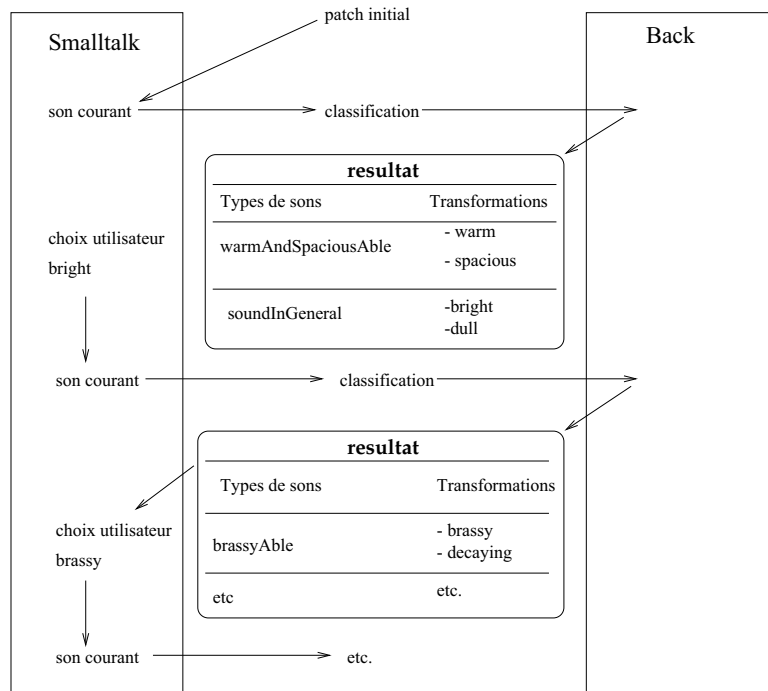 patch initial
Smalltalk
Back
son courant
classification
resultat
Types de sons Transformations
warmAndSpaciousAble
- warm
- spacious
choix utilisateur
bright
soundInGeneral
-bright
-dull
son courant
classification
resultat
Types de sons Transformations
choix utilisateur
brassy
brassyAble
- brassy
- decaying
etc
etc.
son courant
etc.